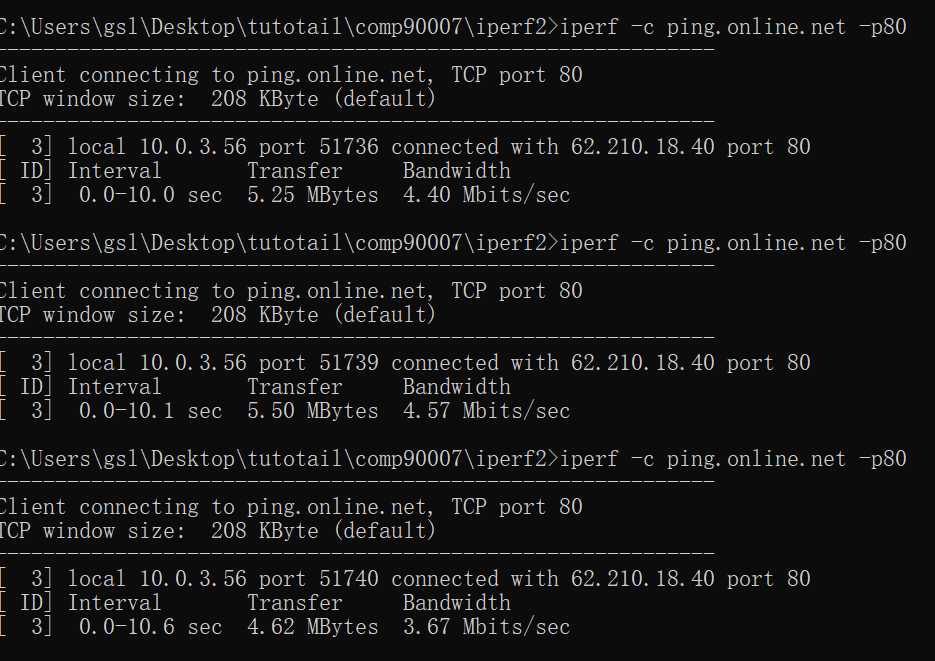 C:\Users\gsl\Desktop\tutotail\comp90007\iperf2>iperf -c ping.online.net -p80
------------------------------------------------------------
Client connecting to ping.online.net, TCP port 80
TCP window size:  208 KByte (default)
------------------------------------------------------------
[  3] local 10.0.3.56 port 51736 connected with 62.210.18.40 port 80
[ ID] Interval       Transfer     Bandwidth
[  3]  0.0-10.0 sec  5.25 MBytes  4.40 Mbits/sec
C:\Users\gsl\Desktop\tutotail\comp90007\iperf2>iperf -c ping.online.net -p80
------------------------------------------------------------
Client connecting to ping.online.net, TCP port 80
TCP window size:  208 KByte (default)
------------------------------------------------------------
[  3] local 10.0.3.56 port 51739 connected with 62.210.18.40 port 80
[ ID] Interval       Transfer     Bandwidth
[  3]  0.0-10.1 sec  5.50 MBytes  4.57 Mbits/sec
C:\Users\gsl\Desktop\tutotail\comp90007\iperf2>iperf -c ping.online.net -p80
------------------------------------------------------------
Client connecting to ping.online.net, TCP port 80
TCP window size:  208 KByte (default)
------------------------------------------------------------
[  3] local 10.0.3.56 port 51740 connected with 62.210.18.40 port 80
[ ID] Interval       Transfer     Bandwidth
[  3]  0.0-10.6 sec  4.62 MBytes  3.67 Mbits/sec